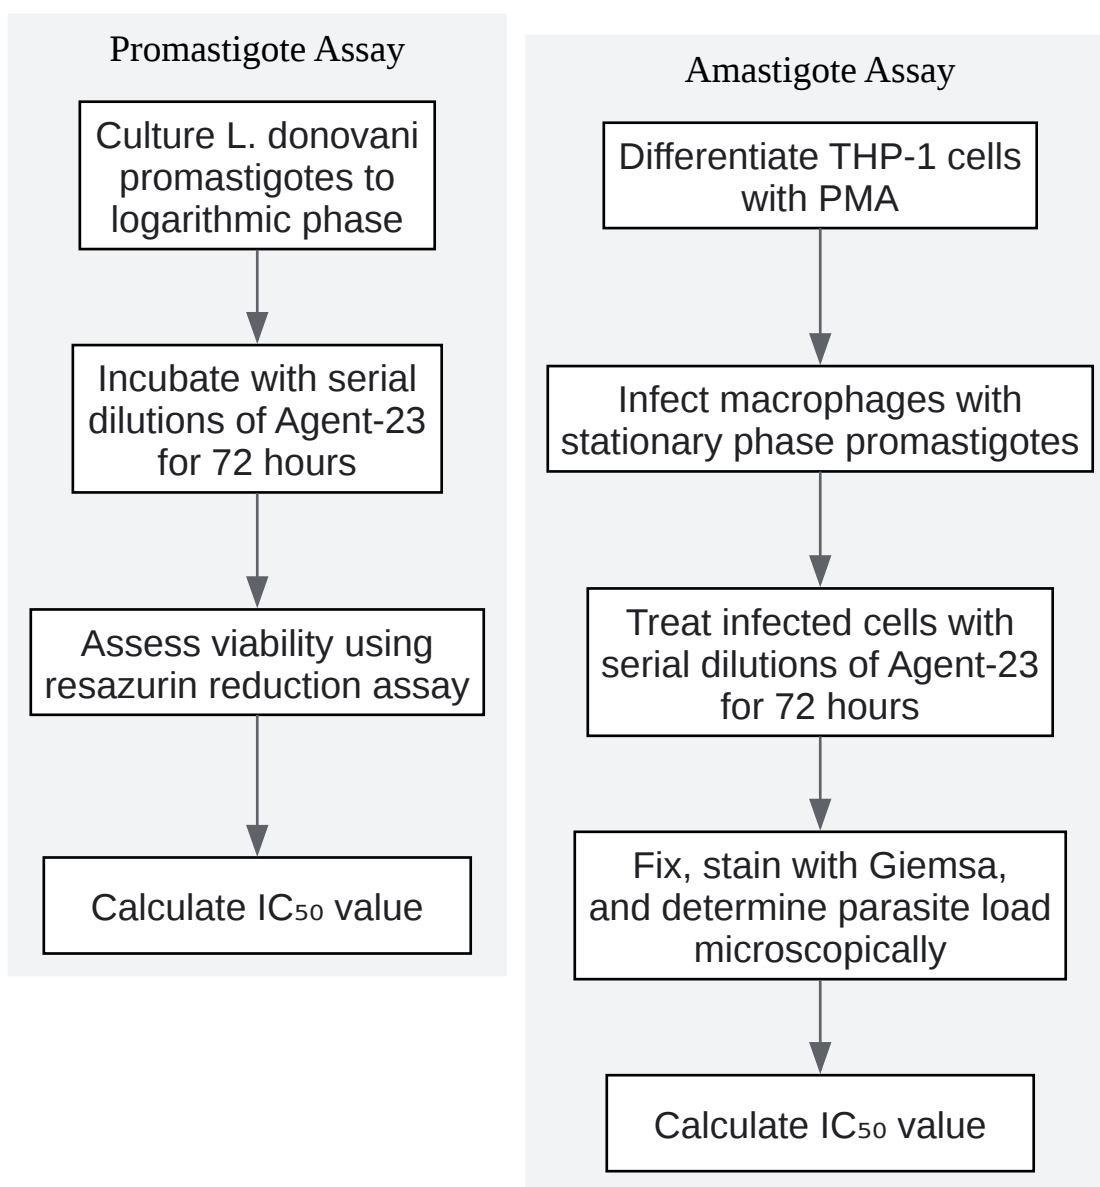 Promastigote Assay
Culture L. donovani
promastigotes to
logarithmic phase
Incubate with serial
dilutions of Agent-23
for 72 hours
Assess viability using
resazurin reduction assay
Calculate IC₅₀ value
Amastigote Assay
Differentiate THP-1 cells
with PMA
Infect macrophages with
stationary phase promastigotes
Treat infected cells with
serial dilutions of Agent-23
for 72 hours
Fix, stain with Giemsa,
and determine parasite load
microscopically
Calculate IC₅₀ value